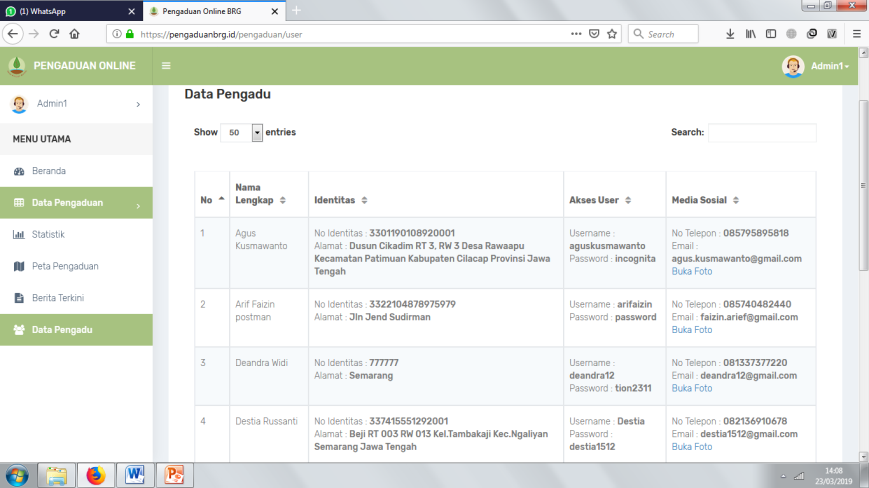 (1) WhatsApp
Pengaduan Online BRG
https://pengaduanbrg.id/pengaduan/user
Search
PENGADUAN ONLINE
Admin1
Admin1
MENU UTAMA
Beranda
Data Pengaduan
Statistik
Peta Pengaduan
Berita Terkini
Data Pengadu
Data Pengadu
Show 50 entries
Search:
No Nama Lengkap Identitas Akses User Media Sosial
1
Agus
Kusmawanto
No Identitas : 3301190108920001
Alamat : Dusun Cikadim RT 3, RW 3 Desa Rawaapu
Kecamatan Patimuan Kabupaten Cilacap Provinsi Jawa
Tengah
Username :
aguskusmawanto
Password : incognita
No Telepon : 085795895818
Email :
agus.kusmawanto@gmail.com
Buka Foto
2
Arif Faizin
postman
No Identitas : 3322104878975979
Alamat : Jln Jend Sudirman
Username : arifaizin
Password : password
No Telepon : 085740482440
Email : faizin.arief@gmail.com
Buka Foto
3
Deandra Widi
No Identitas : 777777
Alamat : Semarang
Username :
deandra12
Password : tion2311
No Telepon : 081337377220
Email : deandra12@gmail.com
Buka Foto
4
Destia Russanti
No Identitas : 337415551292001
Alamat : Beji RT 003 RW 013 Kel.Tambakaji Kec.Ngaliyan
Semarang Jawa Tengah
Username : Destia
Password :
destia1512
No Telepon : 082136910678
Email : destia1512@gmail.com
Buka Foto
14:08
23/03/2019